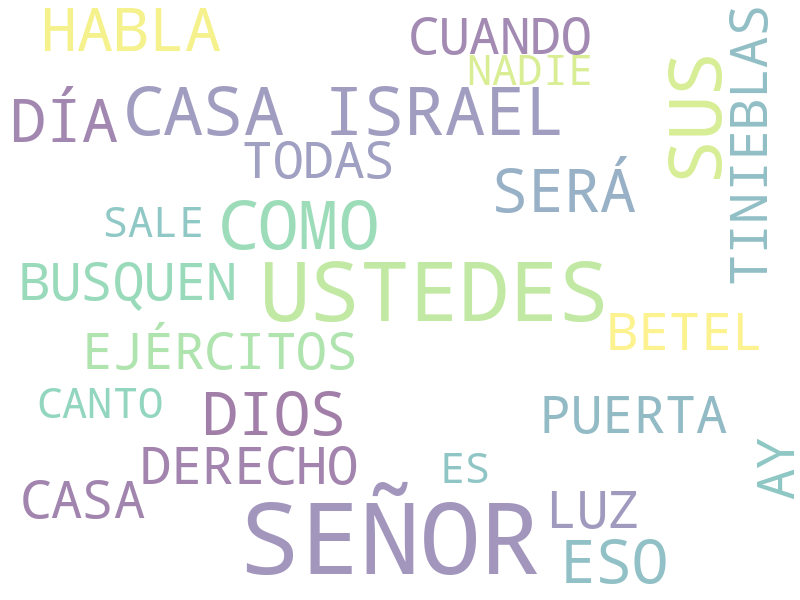 HABLA
CUANDO
NADIE
SUS
TINIEBLAS
DÍA
CASA ISRAEL
TODAS
SERÁ
SALE
COMO
BUSQUEN
USTEDES
BETEL
EJÉRCITOS
CANTO
DIOS
PUERTA
DERECHO
ES
AY
CASA
SEÑOR
LUZ
ESO